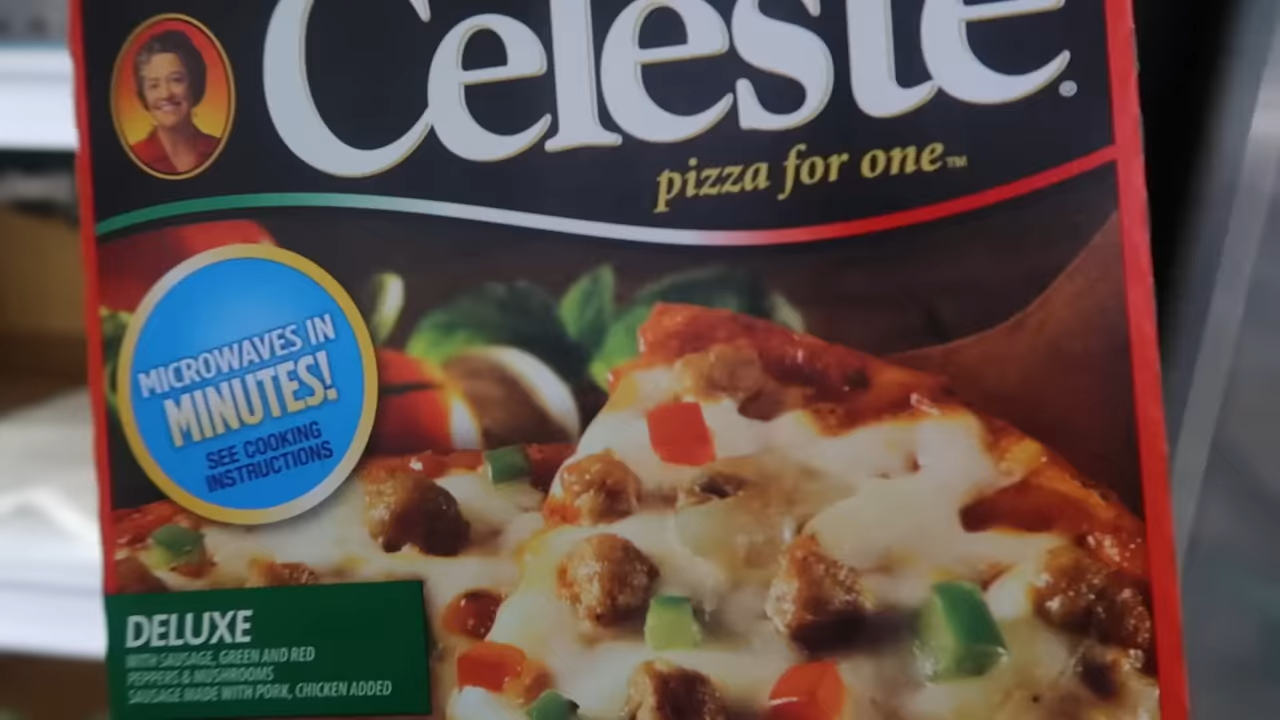 Celeste®
pizza for one™
MICROWAVES IN
MINUTES!
SEE COOKING
INSTRUCTIONS
DELUXE
WITH SAUSAGE, GREEN AND RED
PEPPERS & MUSHROOMS
SAUSAGE MADE WITH PORK, CHICKEN ADDED